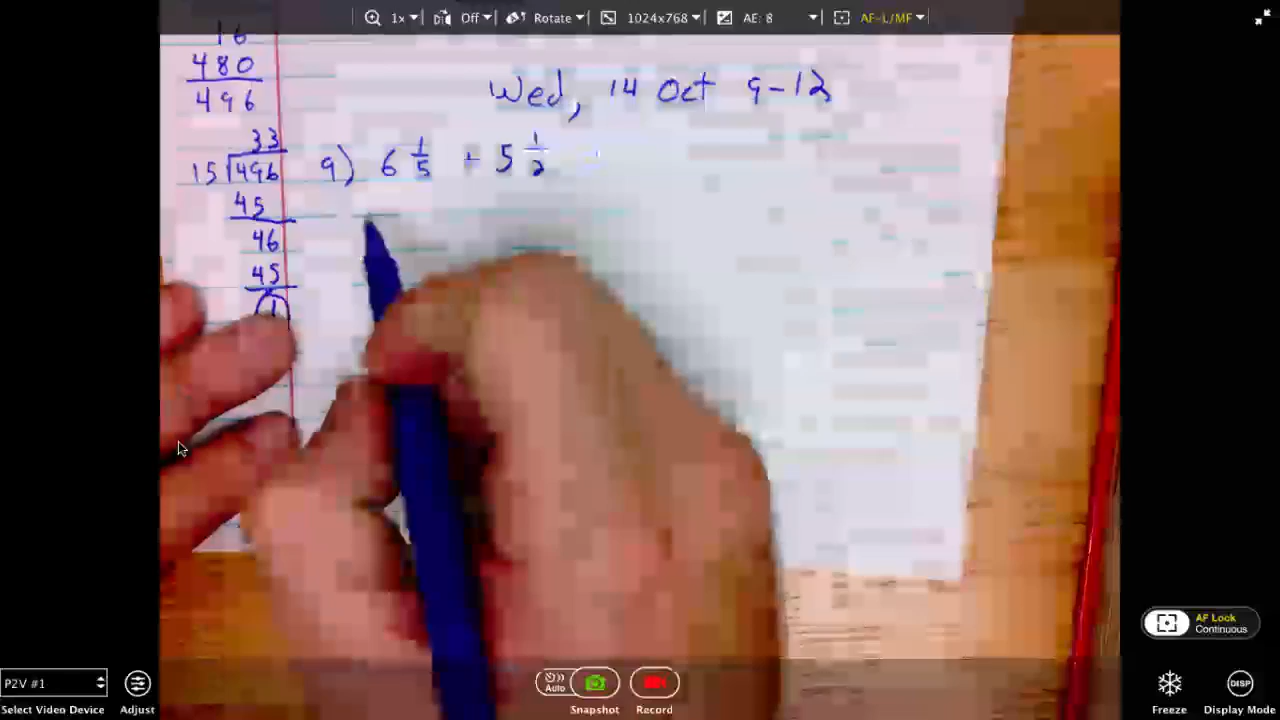 1x Off Rotate 1024x768 AE: 8 AF-L/MF
16
480
496
Wed, 14 Oct 9-12
33
15 496
45
46
45
1
9) 6 1/5 + 5 1/2
AF Lock
Continuous
P2V #1
Auto
Select Video Device Adjust Snapshot Record Freeze Display Mode
DISP